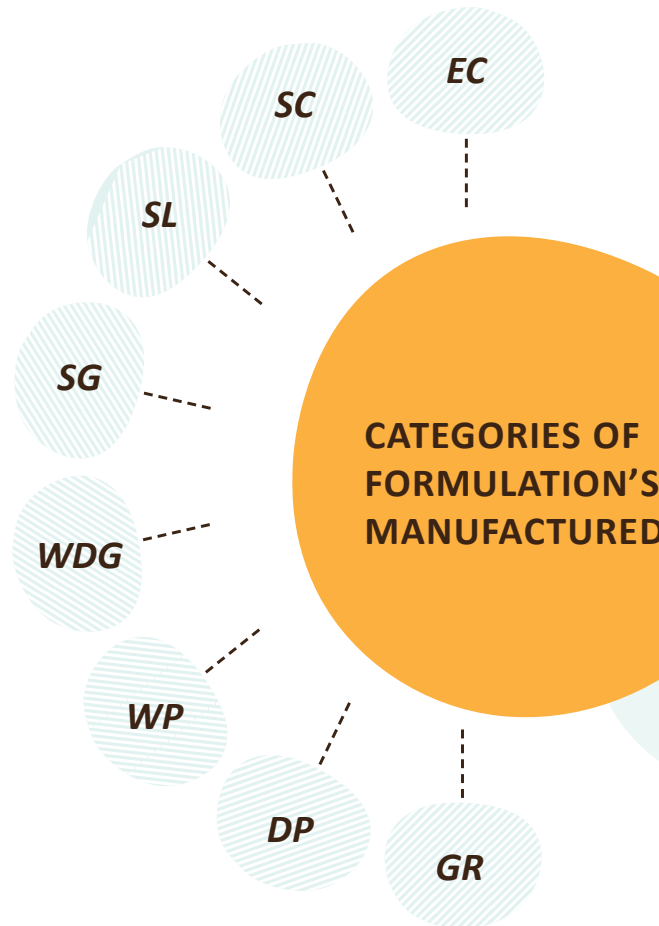 EC
SC
SL
SG
WDG
WP
DP
GR
CATEGORIES OF
FORMULATION’S
MANUFACTURED